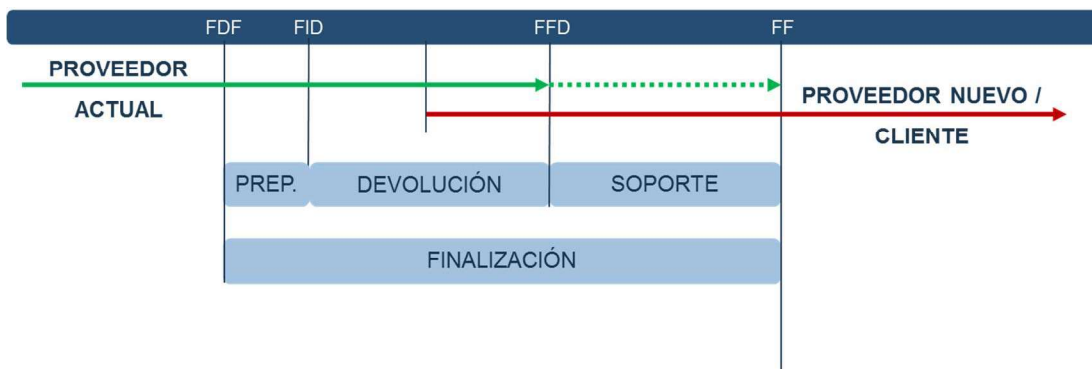 FDF FID FFD FF
PROVEEDOR
ACTUAL
PROVEEDOR NUEVO /
CLIENTE
PREP. DEVOLUCIÓN SOPORTE
FINALIZACIÓN